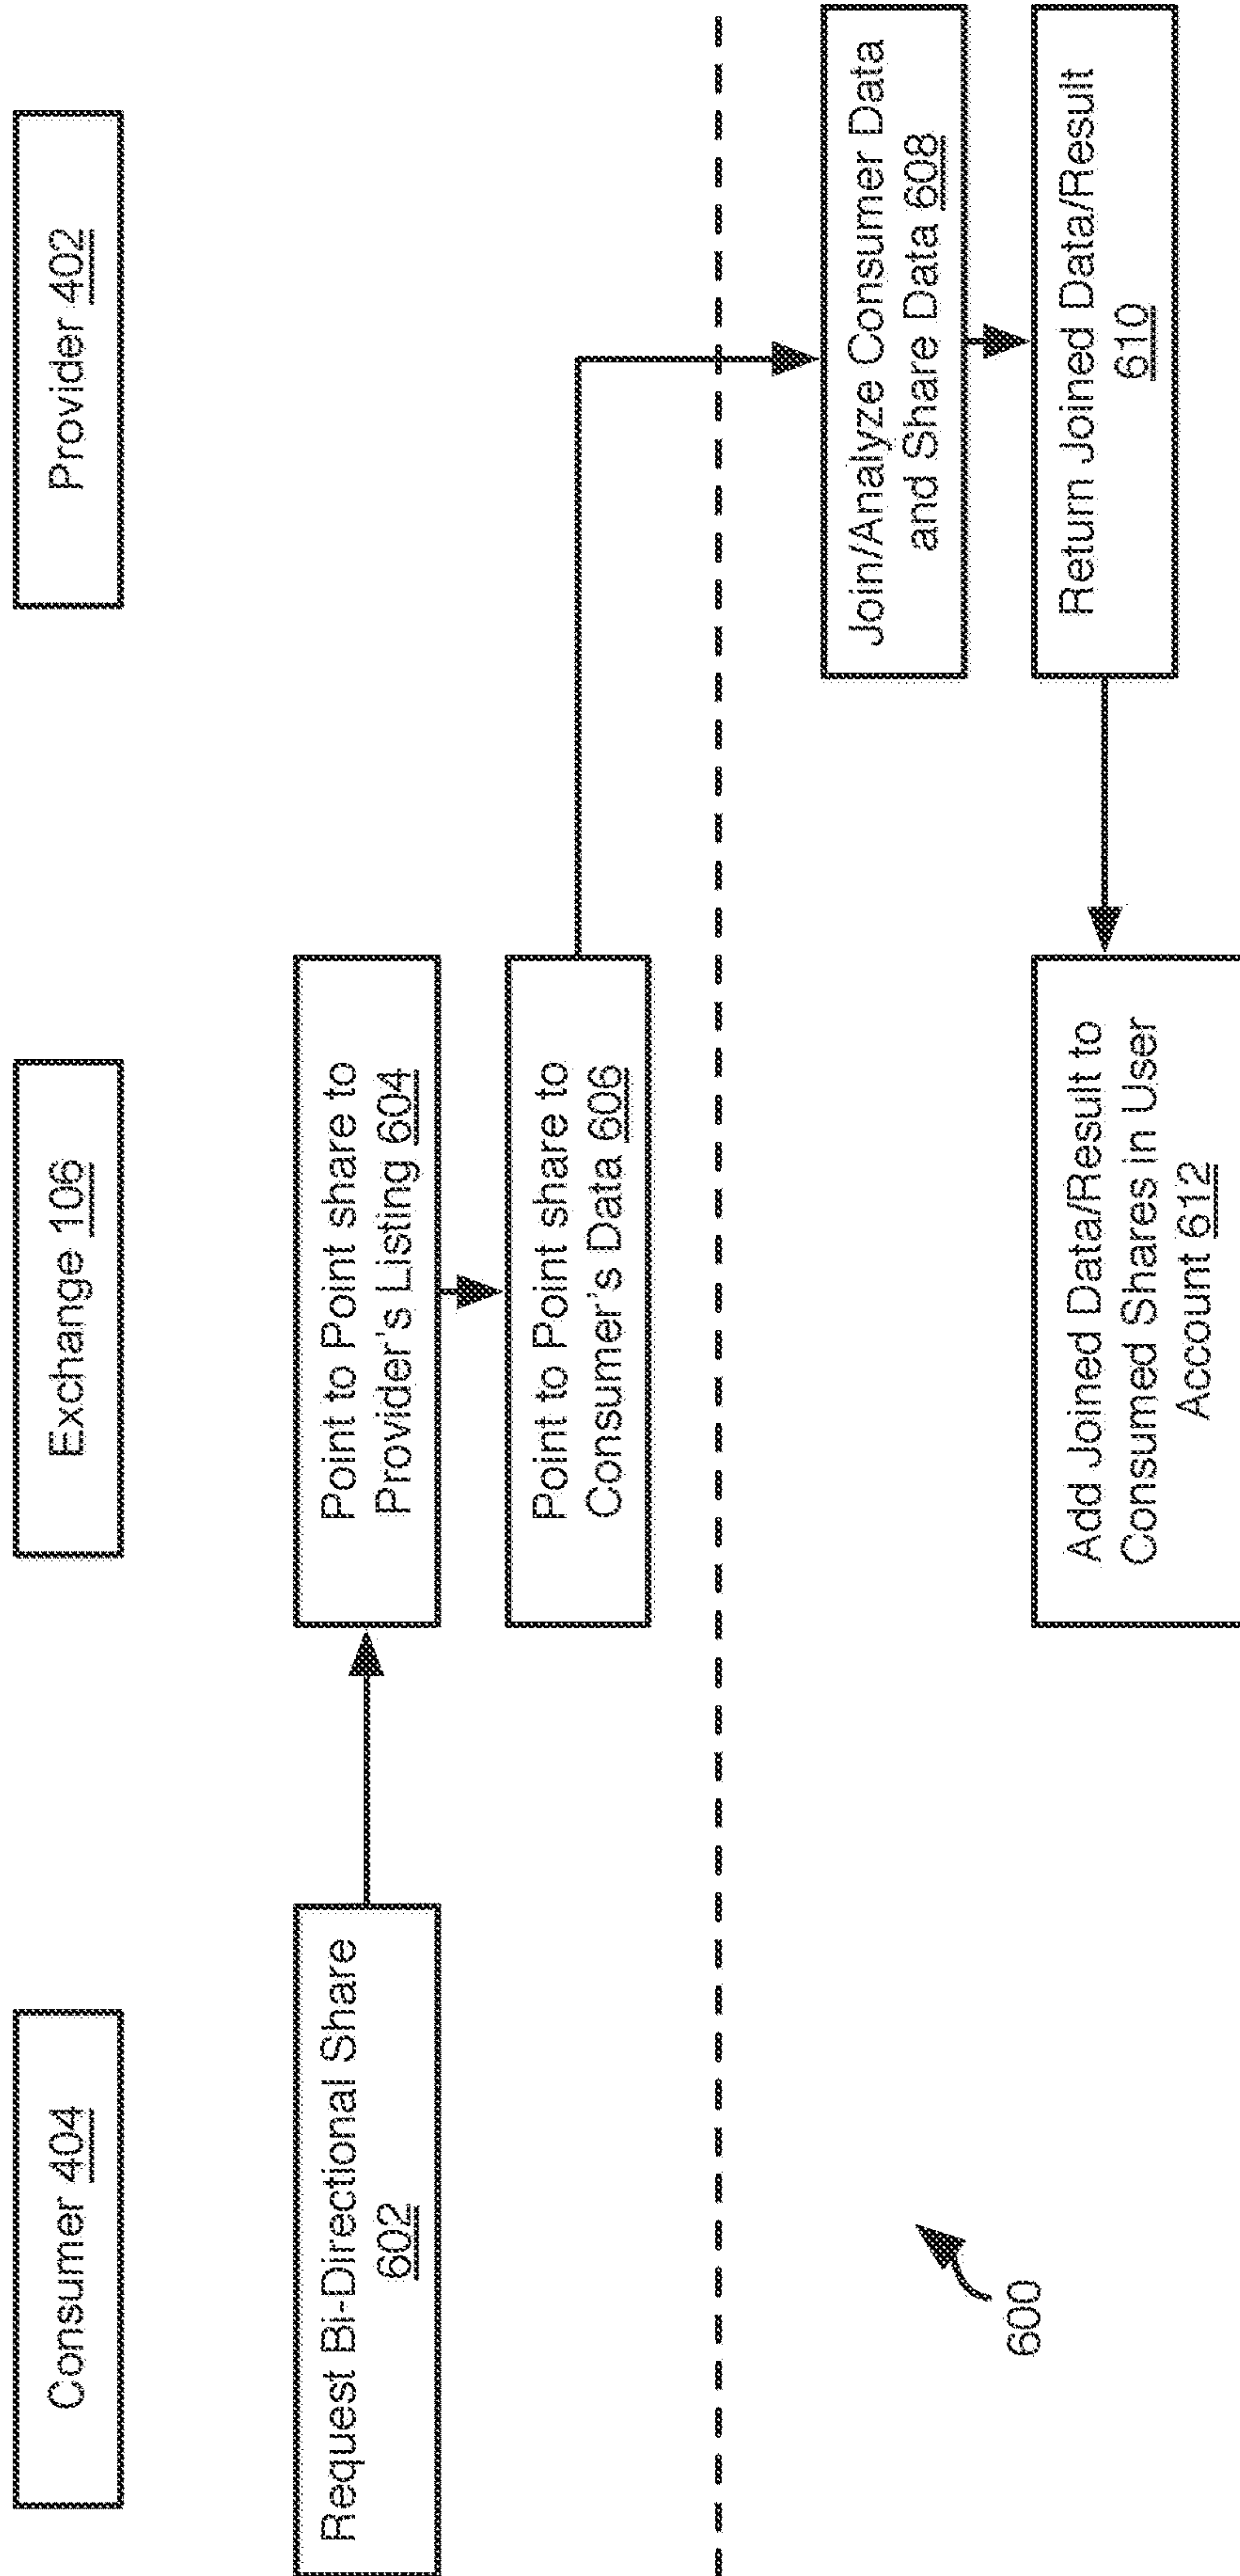 Consumer 404
Exchange 106
Provider 402
Request Bi-Directional Share
602
Point to Point share to
Provider's Listing 604
Point to Point share to
Consumer's Data 606
Join/Analyze Consumer Data
and Share Data 608
Return Joined Data/Result
610
Add Joined Data/Result to
Consumed Shares in User
Account 612
600